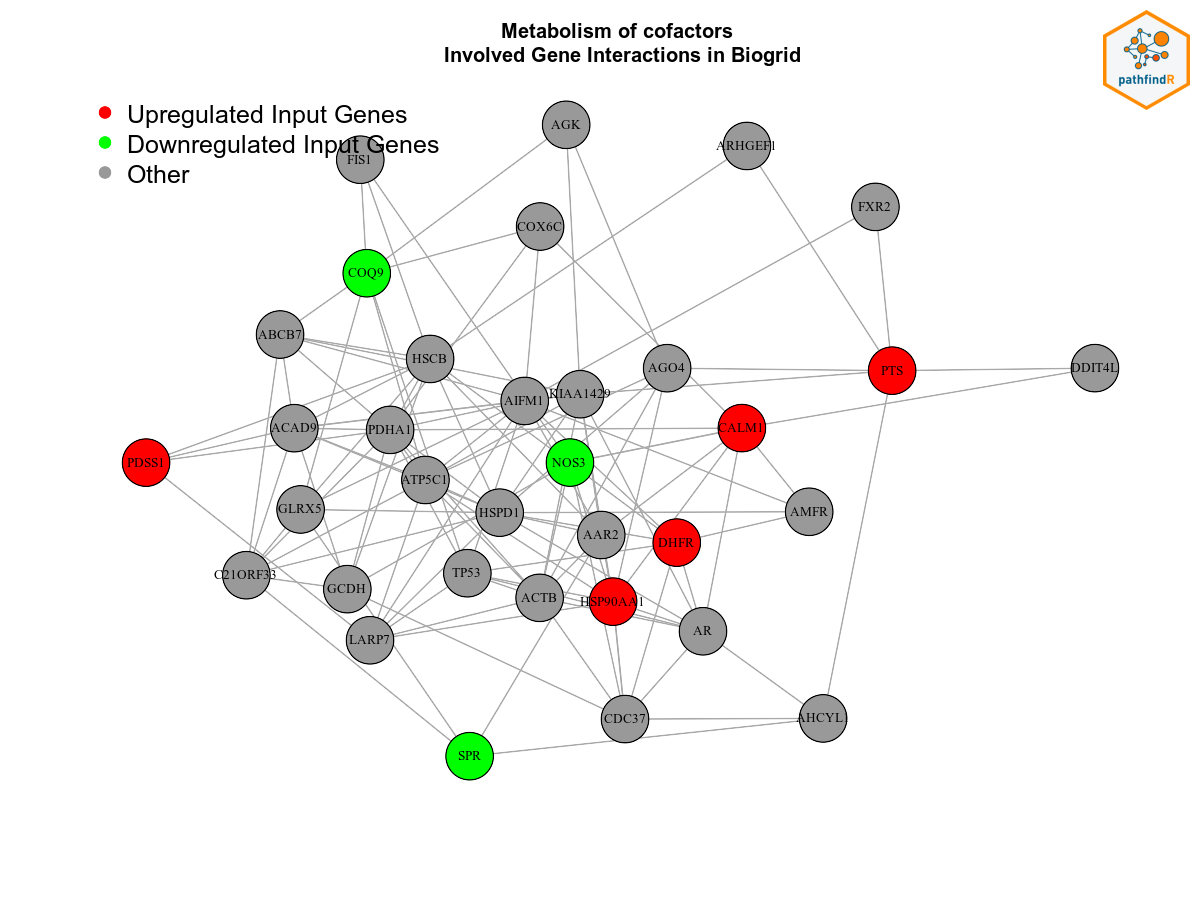 Metabolism of cofactors
Involved Gene Interactions in Biogrid
pathfindR
Upregulated Input Genes
Downregulated Input Genes
Other
AGK
ARHGEF1
FIS1
FXR2
COX6C
COQ9
ABCB7
HSCB
AGO4
PTS
DDIT4L
AIFM1
KIAA1429
ACAD9
PDHA1
CALM1
PDSS1
NOS3
ATP5C1
GLRX5
HSPD1
AMFR
AAR2
DHFR
C21ORF33
TP53
GCDH
ACTB
HSP90AA1
LARP7
AR
CDC37
AHCYL1
SPR